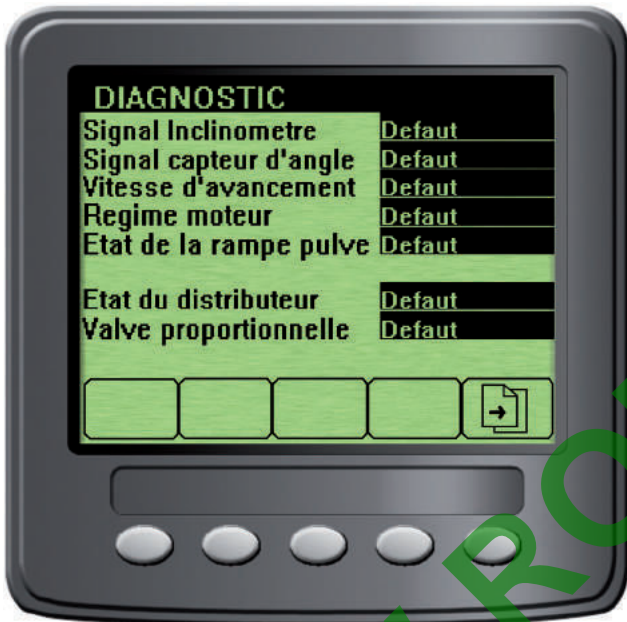 DIAGNOSTIC
Signal Inclinometre Defaut
Signal capteur d'angle Defaut
Vitesse d'avancement Defaut
Regime moteur Defaut
Etat de la rampe pulve Defaut
Etat du distributeur Defaut
Valve proportionnelle Defaut